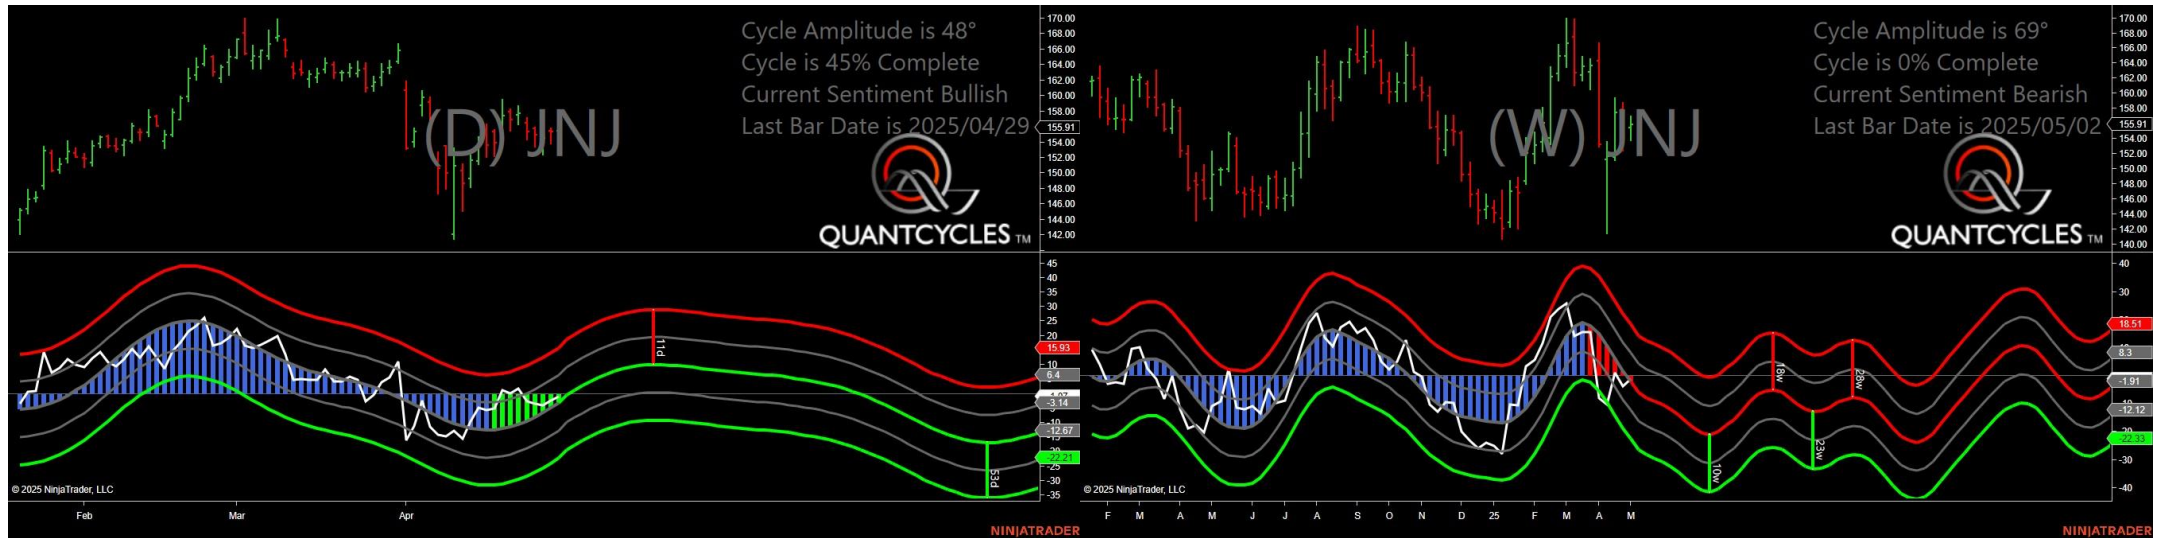 Cycle Amplitude is 48°
Cycle is 45% Complete
Current Sentiment Bullish
Last Bar Date is 2025/04/29
(D) JNJ
QUANTCYCLES TM
170.00
168.00
166.00
164.00
162.00
160.00
158.00
155.91
154.00
152.00
150.00
148.00
146.00
144.00
142.00
45
40
35
30
25
20
15.93
10
6.4
-3.14
-12.67
-22.21
-25
-30
-35
11d
53d
© 2025 NinjaTrader, LLC
Feb Mar Apr
NINJATRADER
Cycle Amplitude is 69°
Cycle is 0% Complete
Current Sentiment Bearish
Last Bar Date is 2025/05/02
(W) JNJ
QUANTCYCLES TM
170.00
168.00
166.00
164.00
162.00
160.00
158.00
155.91
154.00
152.00
150.00
148.00
146.00
144.00
142.00
140.00
40
30
18.51
8.3
-1.91
-12.12
-22.33
-30
-40
10w
18w
23w
28w
© 2025 NinjaTrader, LLC
F M A M J J A S O N D 25 F M A M
NINJATRADER